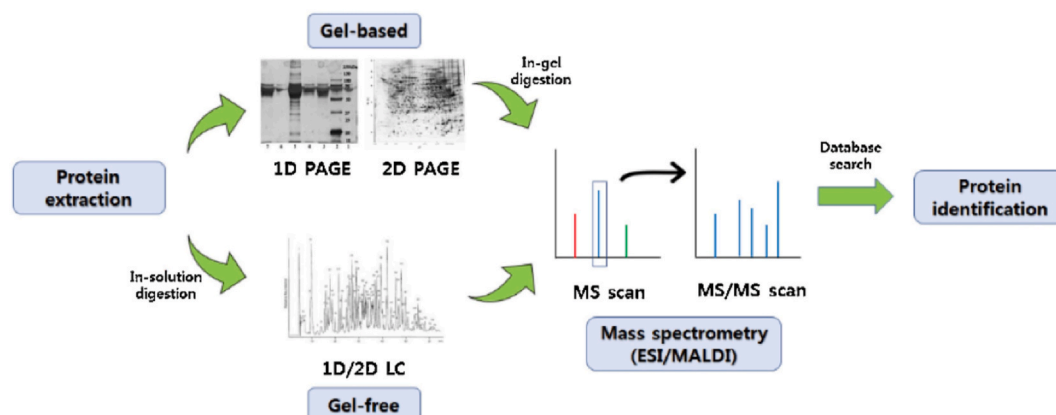 Gel-based
In-gel
digestion
1D PAGE
2D PAGE
Protein
extraction
In-solution
digestion
1D/2D LC
Gel-free
MS scan
MS/MS scan
Mass spectrometry
(ESI/MALDI)
Database
search
Protein
identification